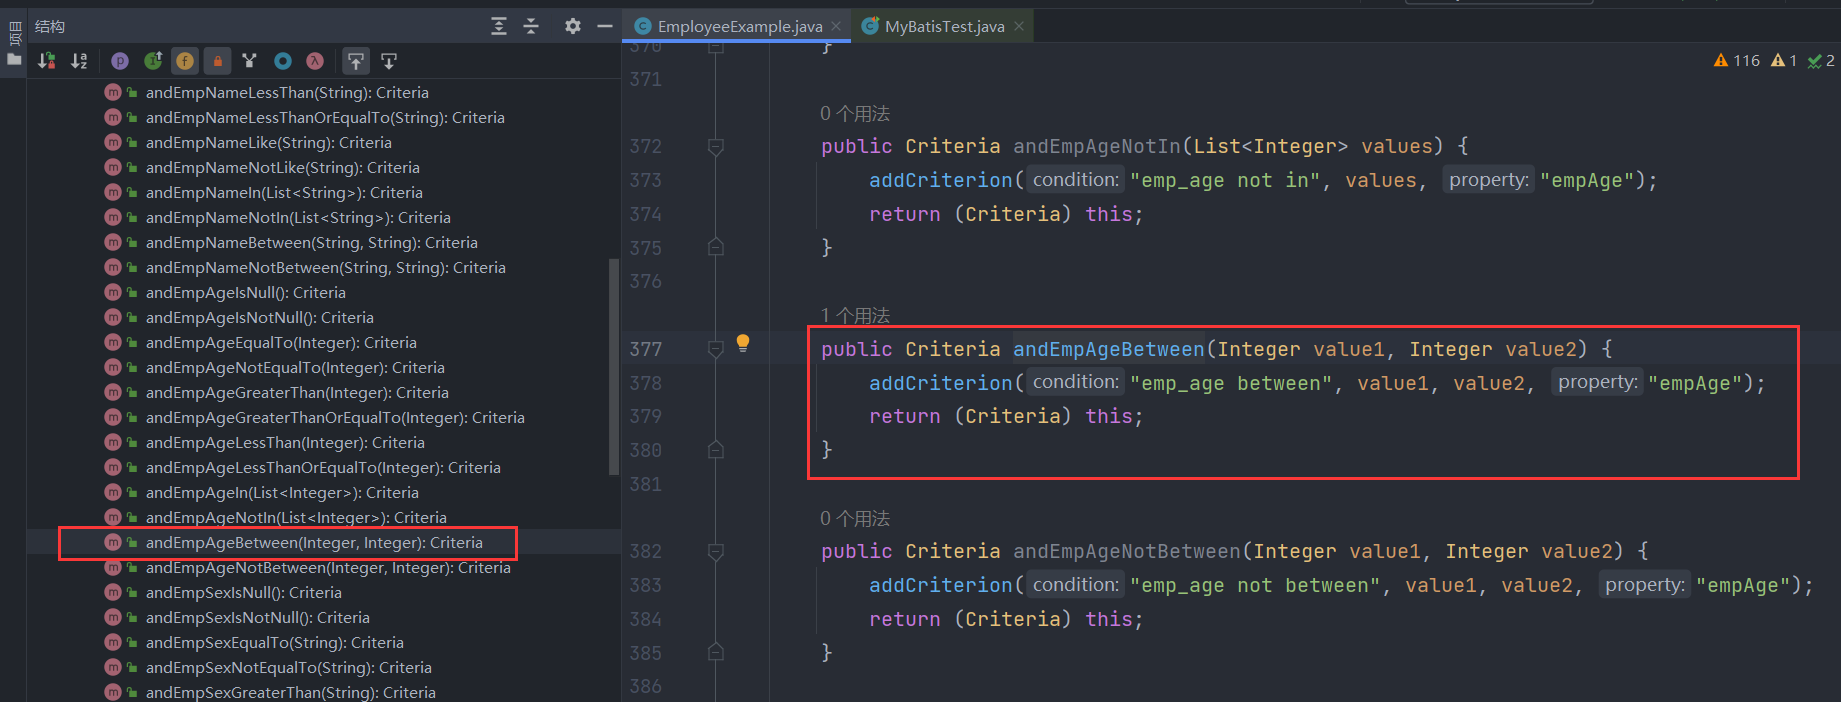 项目
结构
andEmpNameLessThan(String): Criteria
andEmpNameLessThanOrEqualTo(String): Criteria
andEmpNameLike(String): Criteria
andEmpNameNotLike(String): Criteria
andEmpNameIn(List<String>): Criteria
andEmpNameNotIn(List<String>): Criteria
andEmpNameBetween(String, String): Criteria
andEmpNameNotBetween(String, String): Criteria
andEmpAgeIsNull(): Criteria
andEmpAgeIsNotNull(): Criteria
andEmpAgeEqualTo(Integer): Criteria
andEmpAgeNotEqualTo(Integer): Criteria
andEmpAgeGreaterThan(Integer): Criteria
andEmpAgeGreaterThanOrEqualTo(Integer): Criteria
andEmpAgeLessThan(Integer): Criteria
andEmpAgeLessThanOrEqualTo(Integer): Criteria
andEmpAgeIn(List<Integer>): Criteria
andEmpAgeNotIn(List<Integer>): Criteria
andEmpAgeBetween(Integer, Integer): Criteria
andEmpAgeNotBetween(Integer, Integer): Criteria
andEmpSexIsNull(): Criteria
andEmpSexIsNotNull(): Criteria
andEmpSexEqualTo(String): Criteria
andEmpSexNotEqualTo(String): Criteria
andEmpSexGreaterThan(String): Criteria
EmployeeExample.java
MyBatisTest.java
116 1 2
370 }
371
0 个用法
372 public Criteria andEmpAgeNotIn(List<Integer> values) {
373 addCriterion( condition: "emp_age not in", values, property: "empAge");
374 return (Criteria) this;
375 }
376
1 个用法
377 public Criteria andEmpAgeBetween(Integer value1, Integer value2) {
378 addCriterion( condition: "emp_age between", value1, value2, property: "empAge");
379 return (Criteria) this;
380 }
381
0 个用法
382 public Criteria andEmpAgeNotBetween(Integer value1, Integer value2) {
383 addCriterion( condition: "emp_age not between", value1, value2, property: "empAge");
384 return (Criteria) this;
385 }
386